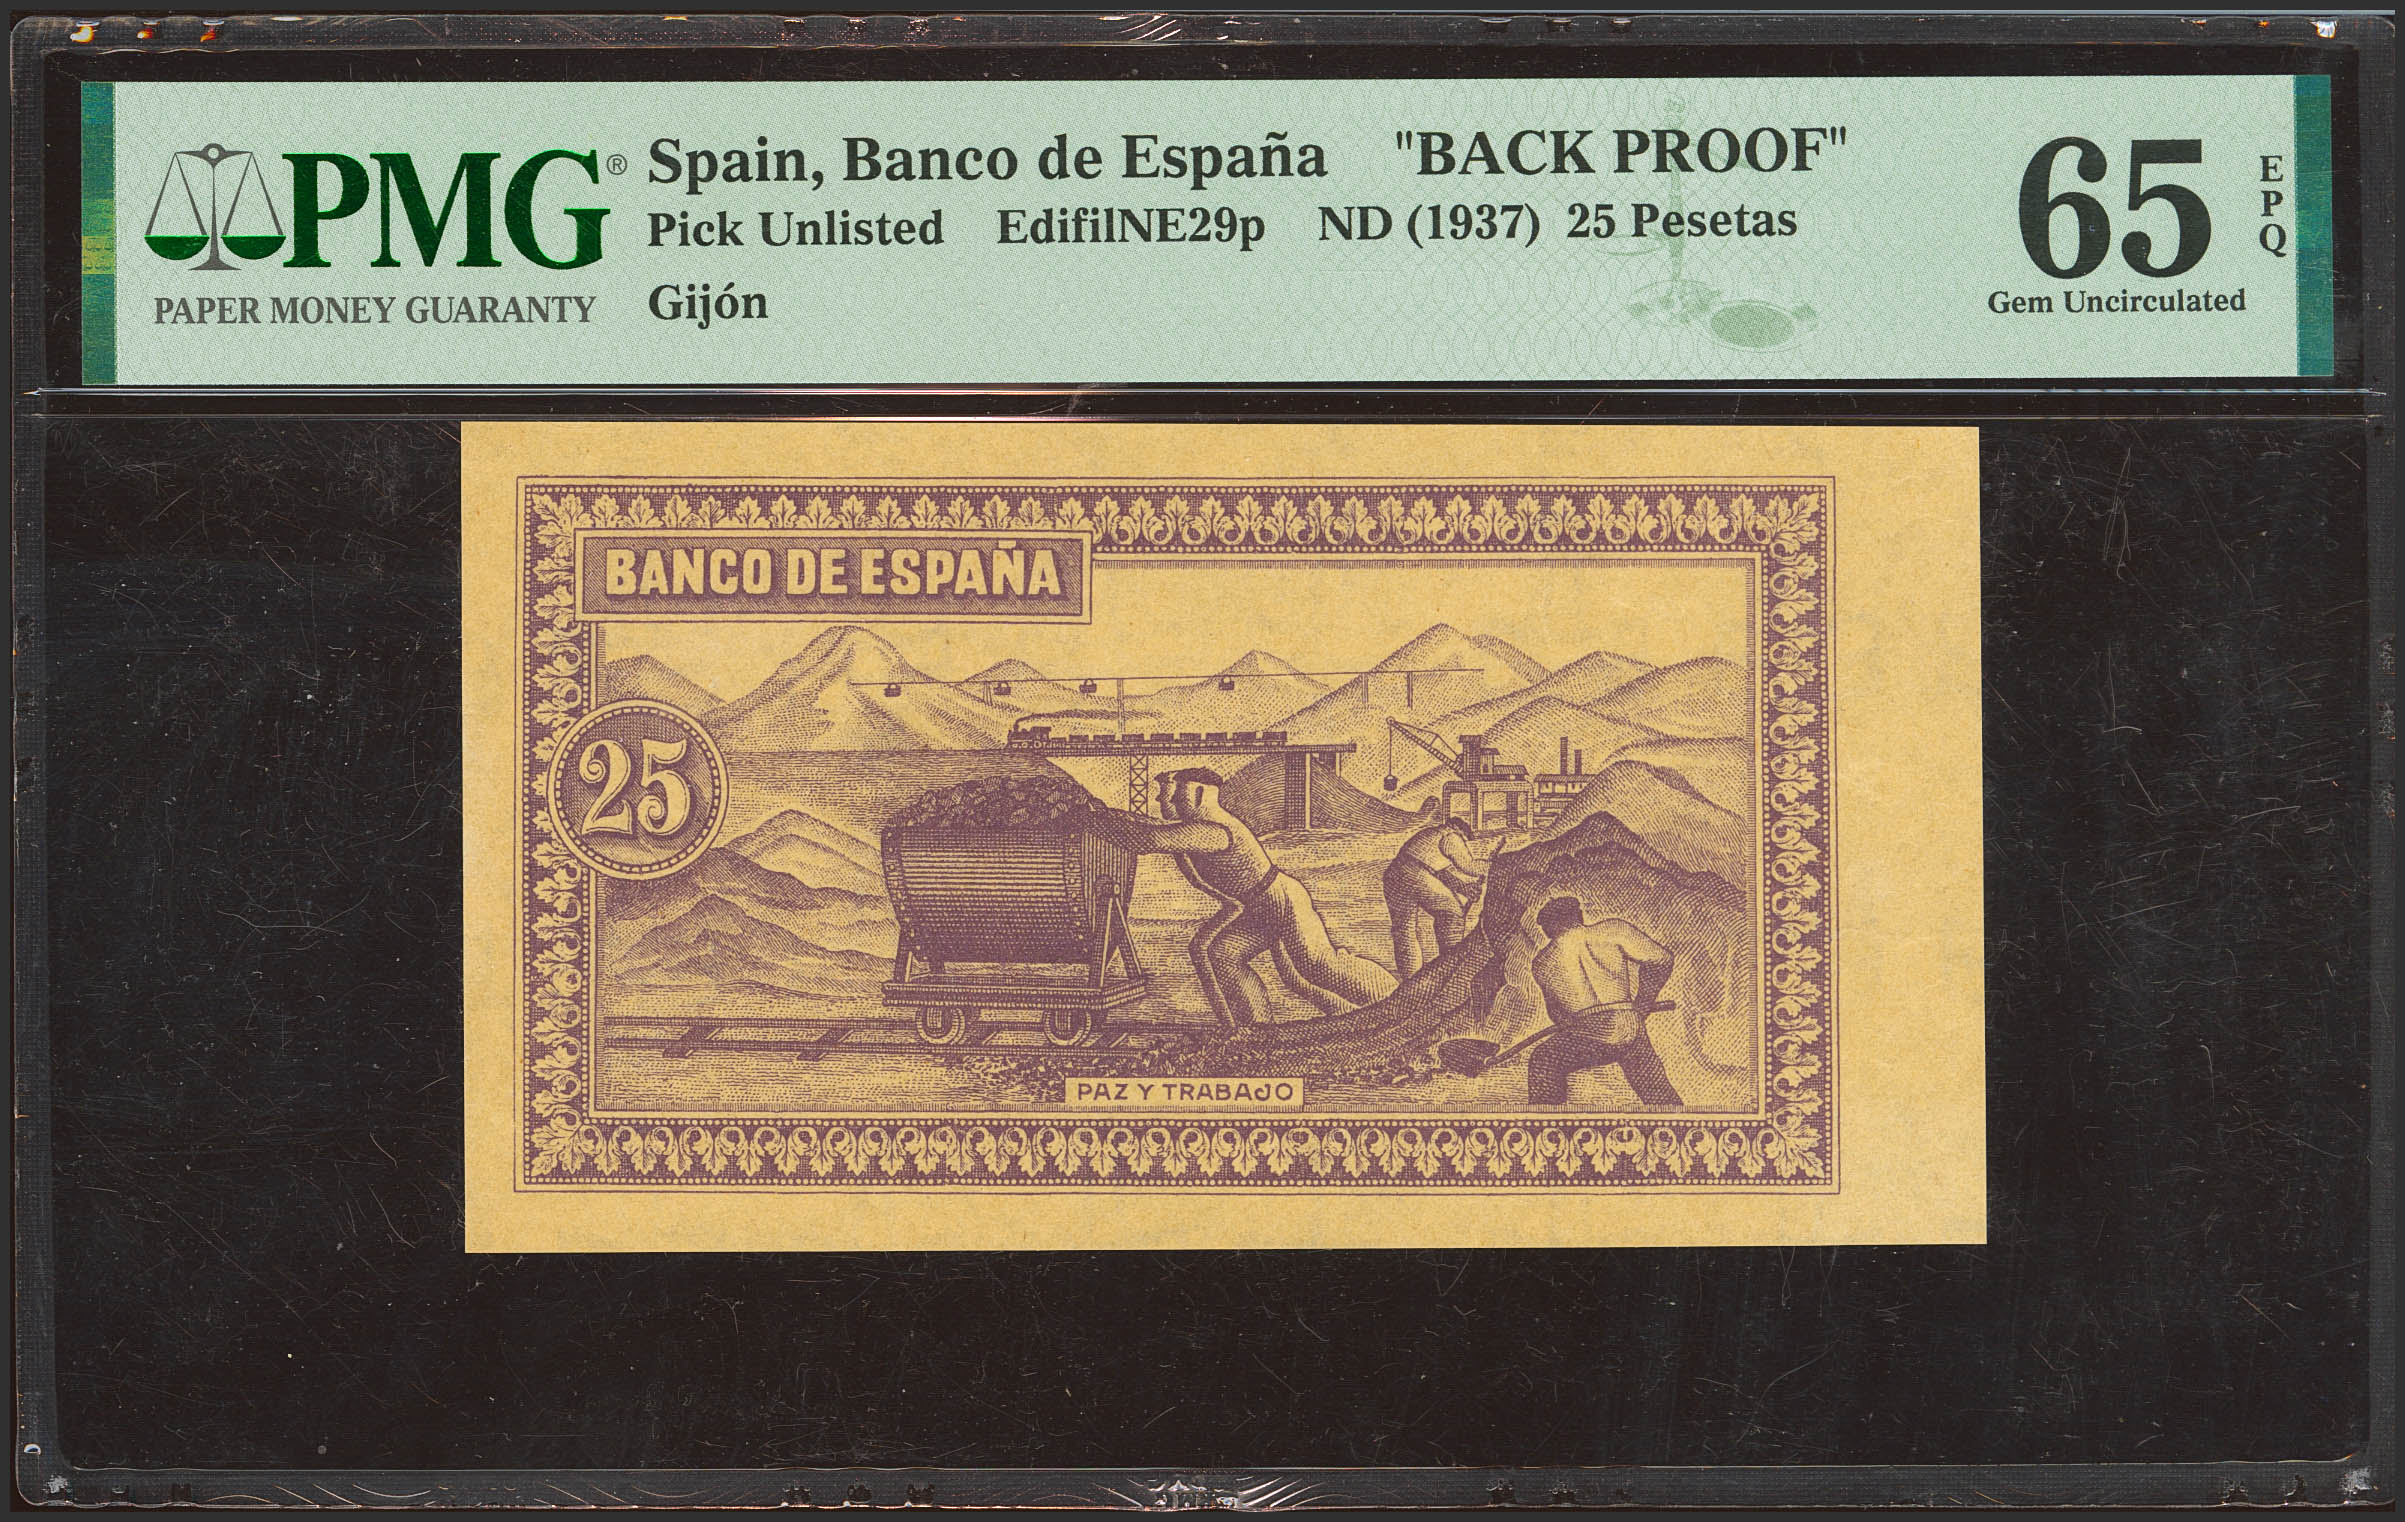 PMG®
PAPER MONEY GUARANTY
Spain, Banco de España "BACK PROOF"
Pick Unlisted EdifilNE29p ND (1937) 25 Pesetas
Gijón
65
EPQ
Gem Uncirculated
BANCO DE ESPAÑA
25
PAZ Y TRABAJO